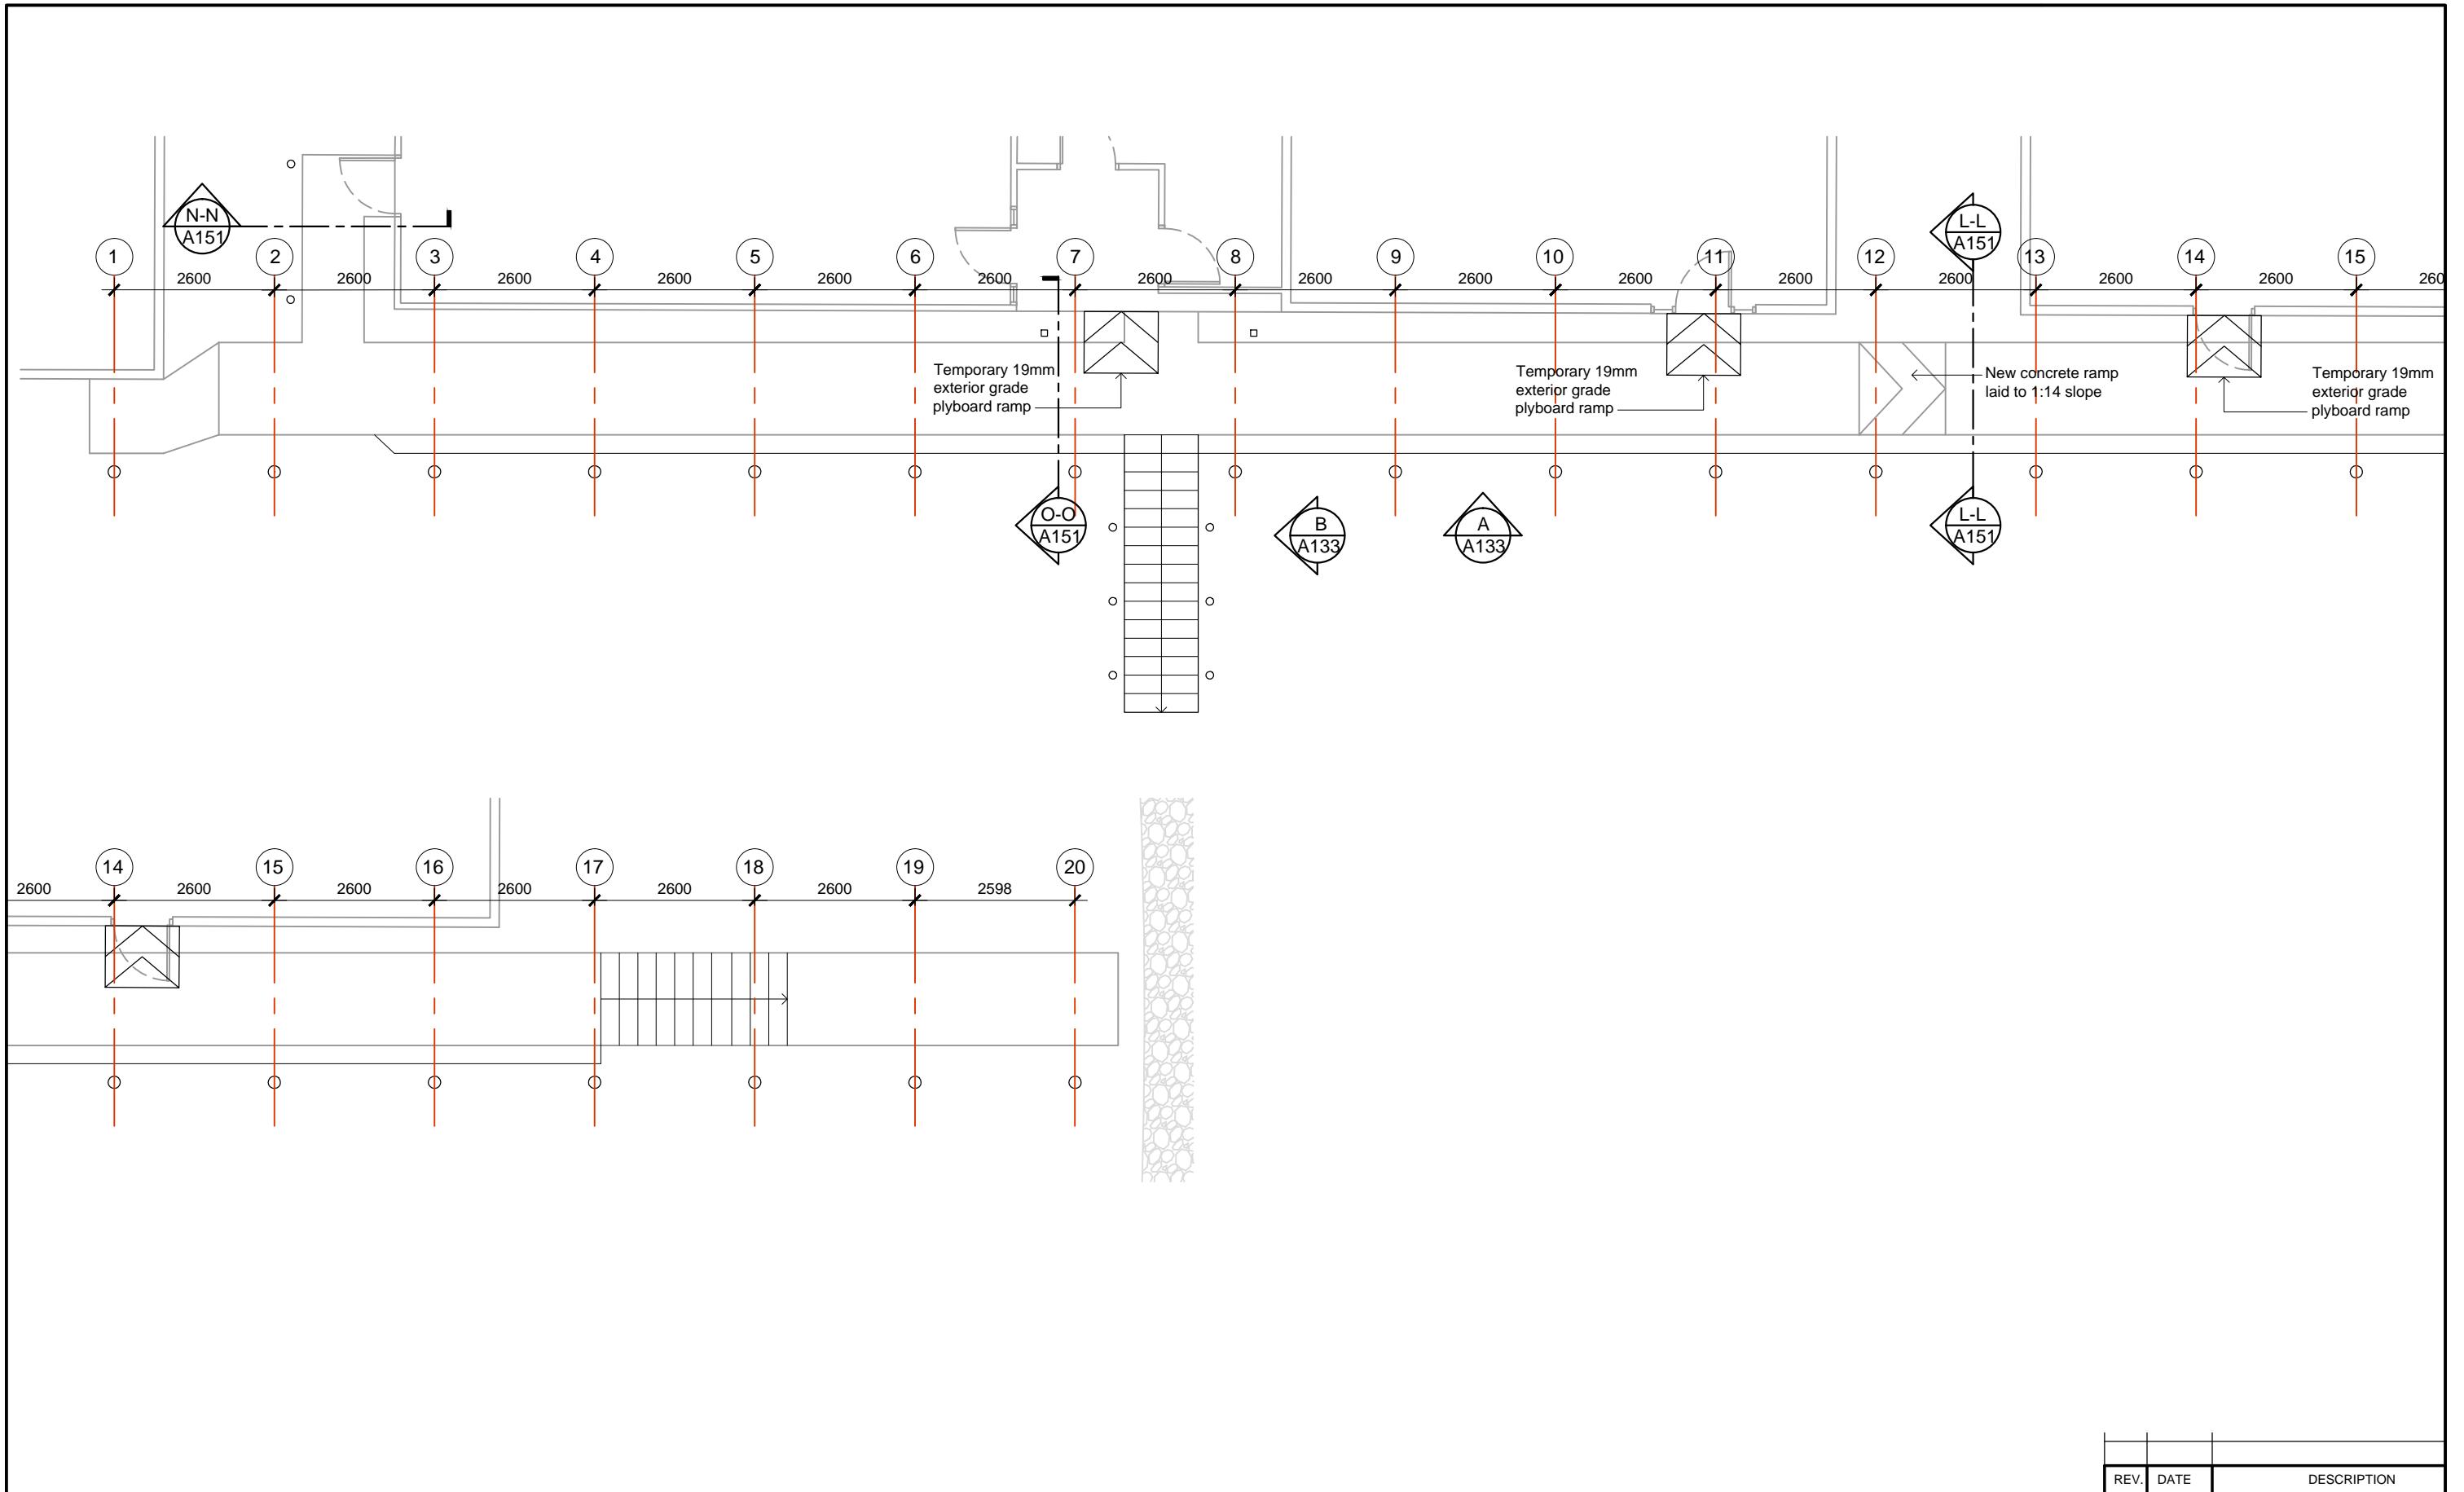 N-N
A151
L-L
A151
1 2 3 4 5 6 7 8 9 10 11 12 13 14 15
2600 2600 2600 2600 2600 2600 2600 2600 2600 2600 2600 2600 2600 2600 260
Temporary 19mm
exterior grade
plyboard ramp
Temporary 19mm
exterior grade
plyboard ramp
New concrete ramp
laid to 1:14 slope
Temporary 19mm
exterior grade
plyboard ramp
O-O
A151
B
A133
A
A133
L-L
A151
14 15 16 17 18 19 20
2600 2600 2600 2600 2600 2600 2598
REV. DATE DESCRIPTION